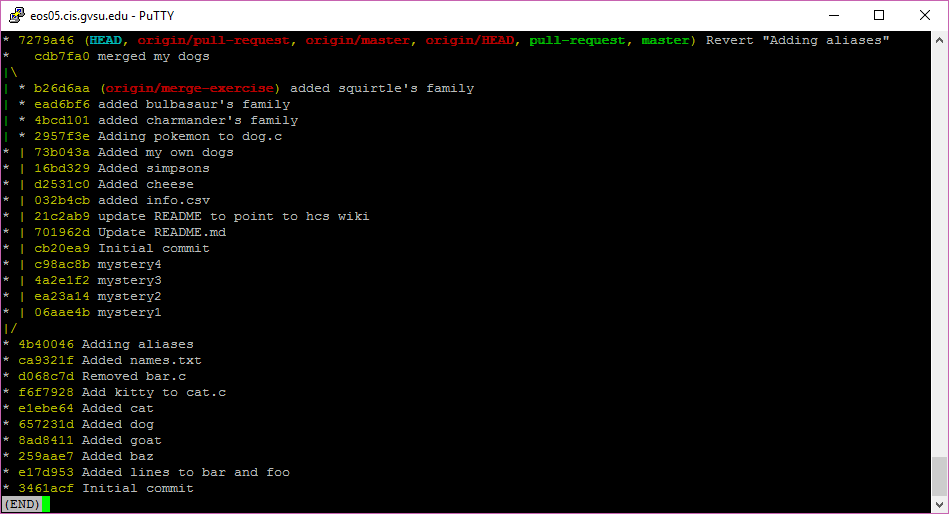 eos05.cis.gvsu.edu - PuTTY
* 7279a46 (HEAD, origin/pull-request, origin/master, origin/HEAD, pull-request, master) Revert "Adding aliases"
*   cdb7fa0 merged my dogs
|\
| * b26d6aa (origin/merge-exercise) added squirtle's family
| * ead6bf6 added bulbasaur's family
| * 4bcd101 added charmander's family
| * 2957f3e Adding pokemon to dog.c
* | 73b043a Added my own dogs
* | 16bd329 Added simpsons
* | d2531c0 Added cheese
* | 032b4cb added info.csv
* | 21c2ab9 update README to point to hcs wiki
* | 701962d Update README.md
* | cb20ea9 Initial commit
* | c98ac8b mystery4
* | 4a2e1f2 mystery3
* | ea23a14 mystery2
* | 06aae4b mystery1
|/
* 4b40046 Adding aliases
* ca9321f Added names.txt
* d068c7d Removed bar.c
* f6f7928 Add kitty to cat.c
* e1ebe64 Added cat
* 657231d Added dog
* 8ad8411 Added goat
* 259aae7 Added baz
* e17d953 Added lines to bar and foo
* 3461acf Initial commit
(END)